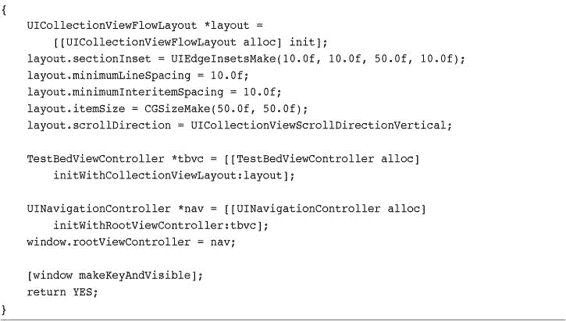 {
    UICollectionViewFlowLayout *layout =
        [[UICollectionViewFlowLayout alloc] init];
    layout.sectionInset = UIEdgeInsetsMake(10.0f, 10.0f, 50.0f, 10.0f);
    layout.minimumLineSpacing = 10.0f;
    layout.minimumInteritemSpacing = 10.0f;
    layout.itemSize = CGSizeMake(50.0f, 50.0f);
    layout.scrollDirection = UICollectionViewScrollDirectionVertical;

    TestBedViewController *tbvc = [[TestBedViewController alloc]
        initWithCollectionViewLayout:layout];

    UINavigationController *nav = [[UINavigationController alloc]
        initWithRootViewController:tbvc];
    window.rootViewController = nav;

    [window makeKeyAndVisible];
    return YES;
}